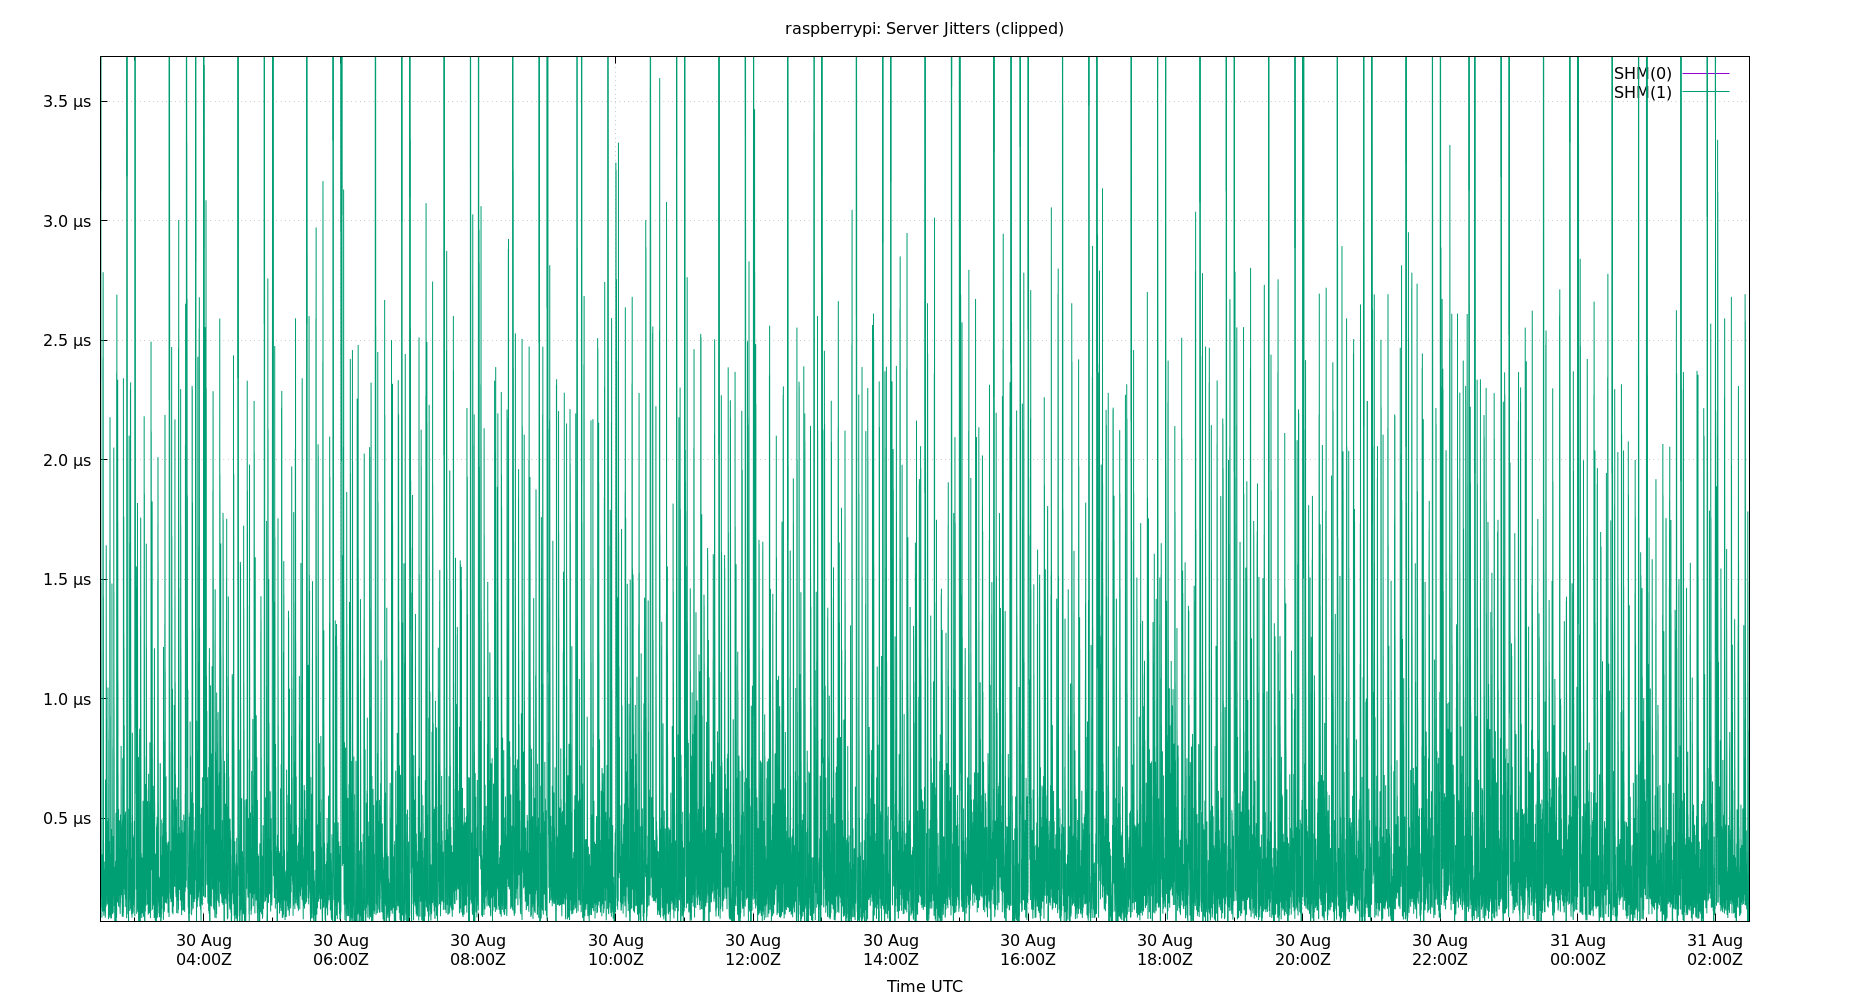 raspberrypi: Server Jitters (clipped)
SHM(0)
SHM(1)
3.5 µs
3.0 µs
2.5 µs
2.0 µs
1.5 µs
1.0 µs
0.5 µs
30 Aug 30 Aug 30 Aug 30 Aug 30 Aug 30 Aug 30 Aug 30 Aug 30 Aug 30 Aug 31 Aug 31 Aug
04:00Z 06:00Z 08:00Z 10:00Z 12:00Z 14:00Z 16:00Z 18:00Z 20:00Z 22:00Z 00:00Z 02:00Z
Time UTC